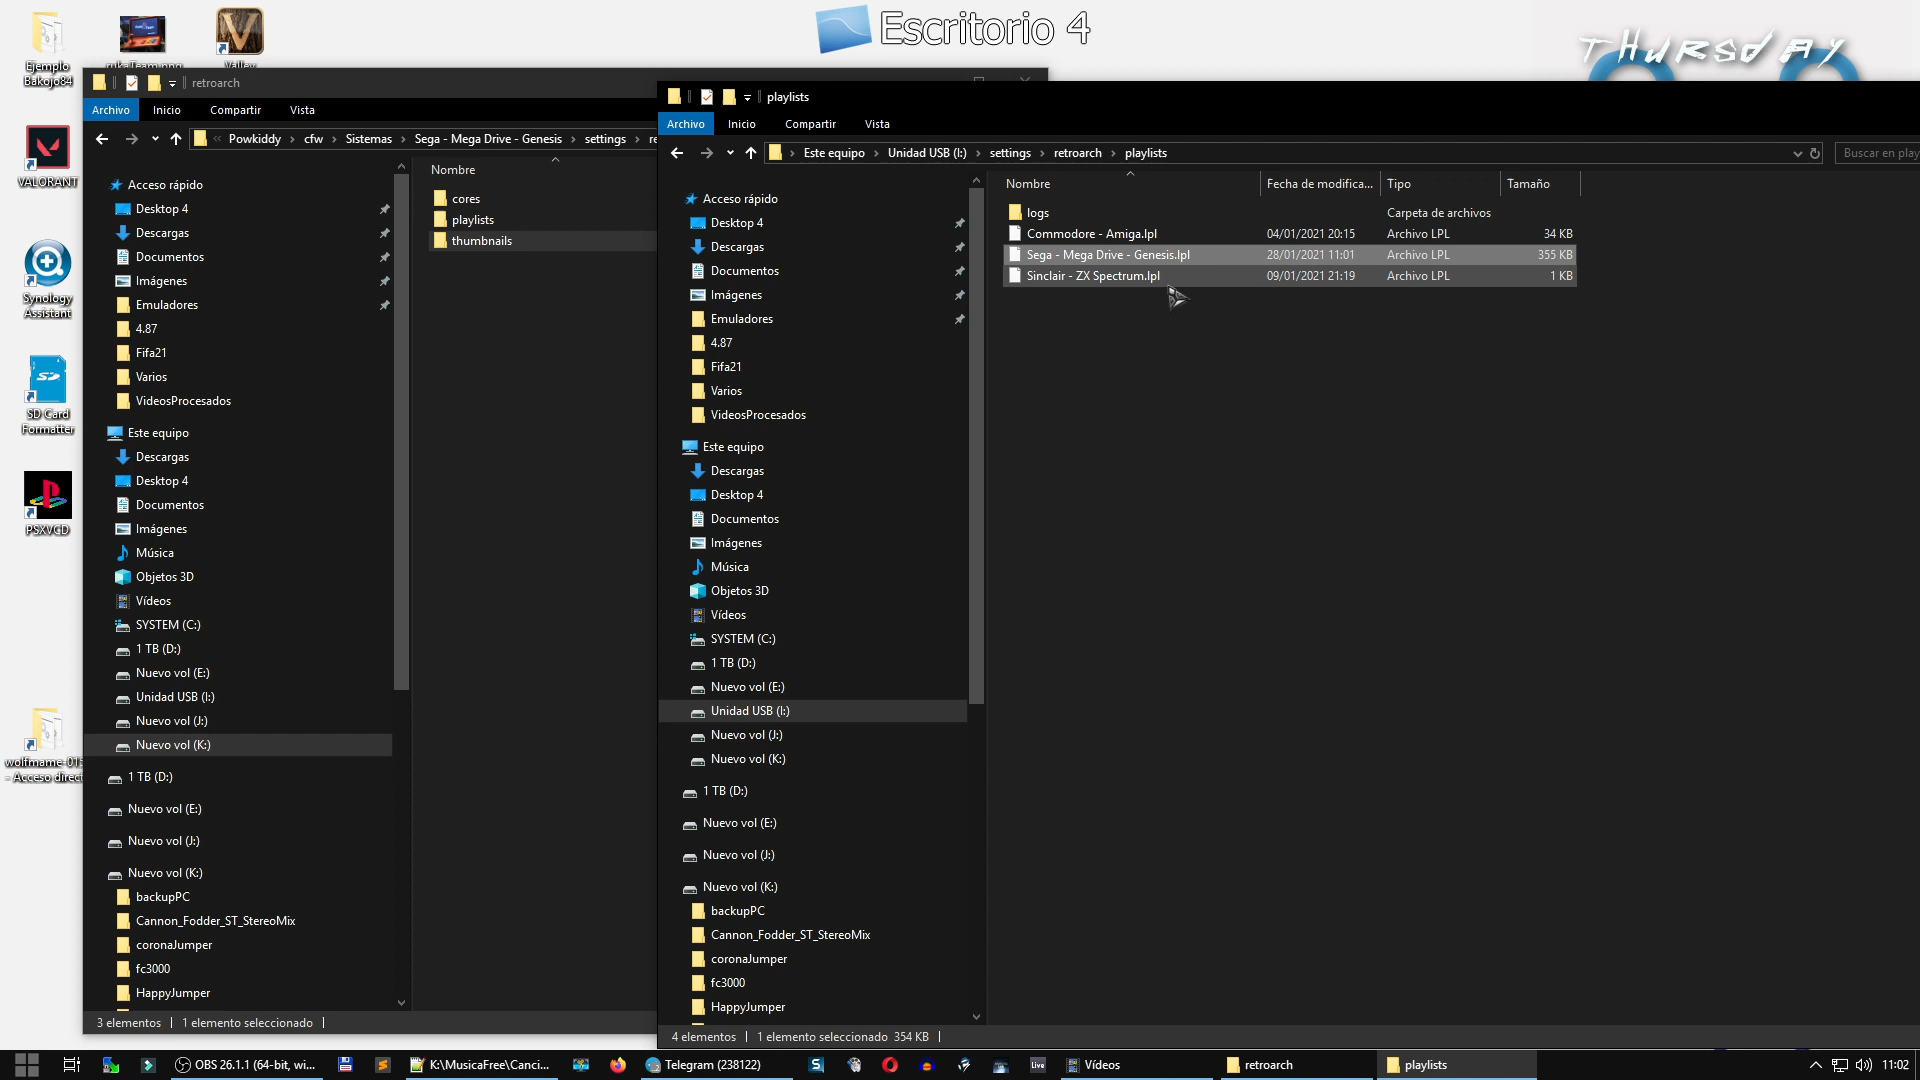 Escritorio 4
THURSDAY
Ejemplo
Bakojo84
Valley
VALORANT
Synology
Assistant
SD Card
Formatter
PSXVCD
- Acceso direct
retroarch
Archivo Inicio Compartir Vista
« Powkiddy › cfw › Sistemas › Sega - Mega Drive - Genesis › settings › re
Acceso rápido
Desktop 4
Descargas
Documentos
Imágenes
Emuladores
4.87
Fifa21
Varios
VideosProcesados
Este equipo
Descargas
Desktop 4
Documentos
Imágenes
Música
Objetos 3D
Vídeos
SYSTEM (C:)
1 TB (D:)
Nuevo vol (E:)
Unidad USB (I:)
Nuevo vol (J:)
Nuevo vol (K:)
1 TB (D:)
Nuevo vol (E:)
Nuevo vol (J:)
Nuevo vol (K:)
backupPC
Cannon_Fodder_ST_StereoMix
coronaJumper
fc3000
HappyJumper
Nombre
cores
playlists
thumbnails
3 elementos 1 elemento seleccionado
playlists
Archivo Inicio Compartir Vista
Este equipo › Unidad USB (I:) › settings › retroarch › playlists
Buscar en play
Acceso rápido
Desktop 4
Descargas
Documentos
Imágenes
Emuladores
4.87
Fifa21
Varios
VideosProcesados
Este equipo
Descargas
Desktop 4
Documentos
Imágenes
Música
Objetos 3D
Vídeos
SYSTEM (C:)
1 TB (D:)
Nuevo vol (E:)
Unidad USB (I:)
Nuevo vol (J:)
Nuevo vol (K:)
1 TB (D:)
Nuevo vol (E:)
Nuevo vol (J:)
Nuevo vol (K:)
backupPC
Cannon_Fodder_ST_StereoMix
coronaJumper
fc3000
HappyJumper
Nombre Fecha de modifica... Tipo Tamaño
logs Carpeta de archivos
Commodore - Amiga.lpl 04/01/2021 20:15 Archivo LPL 34 KB
Sega - Mega Drive - Genesis.lpl 28/01/2021 11:01 Archivo LPL 355 KB
Sinclair - ZX Spectrum.lpl 09/01/2021 21:19 Archivo LPL 1 KB
4 elementos 1 elemento seleccionado 354 KB
OBS 26.1.1 (64-bit, wi... K:\MusicaFree\Canci... Telegram (238122) Live Vídeos retroarch playlists 11:02